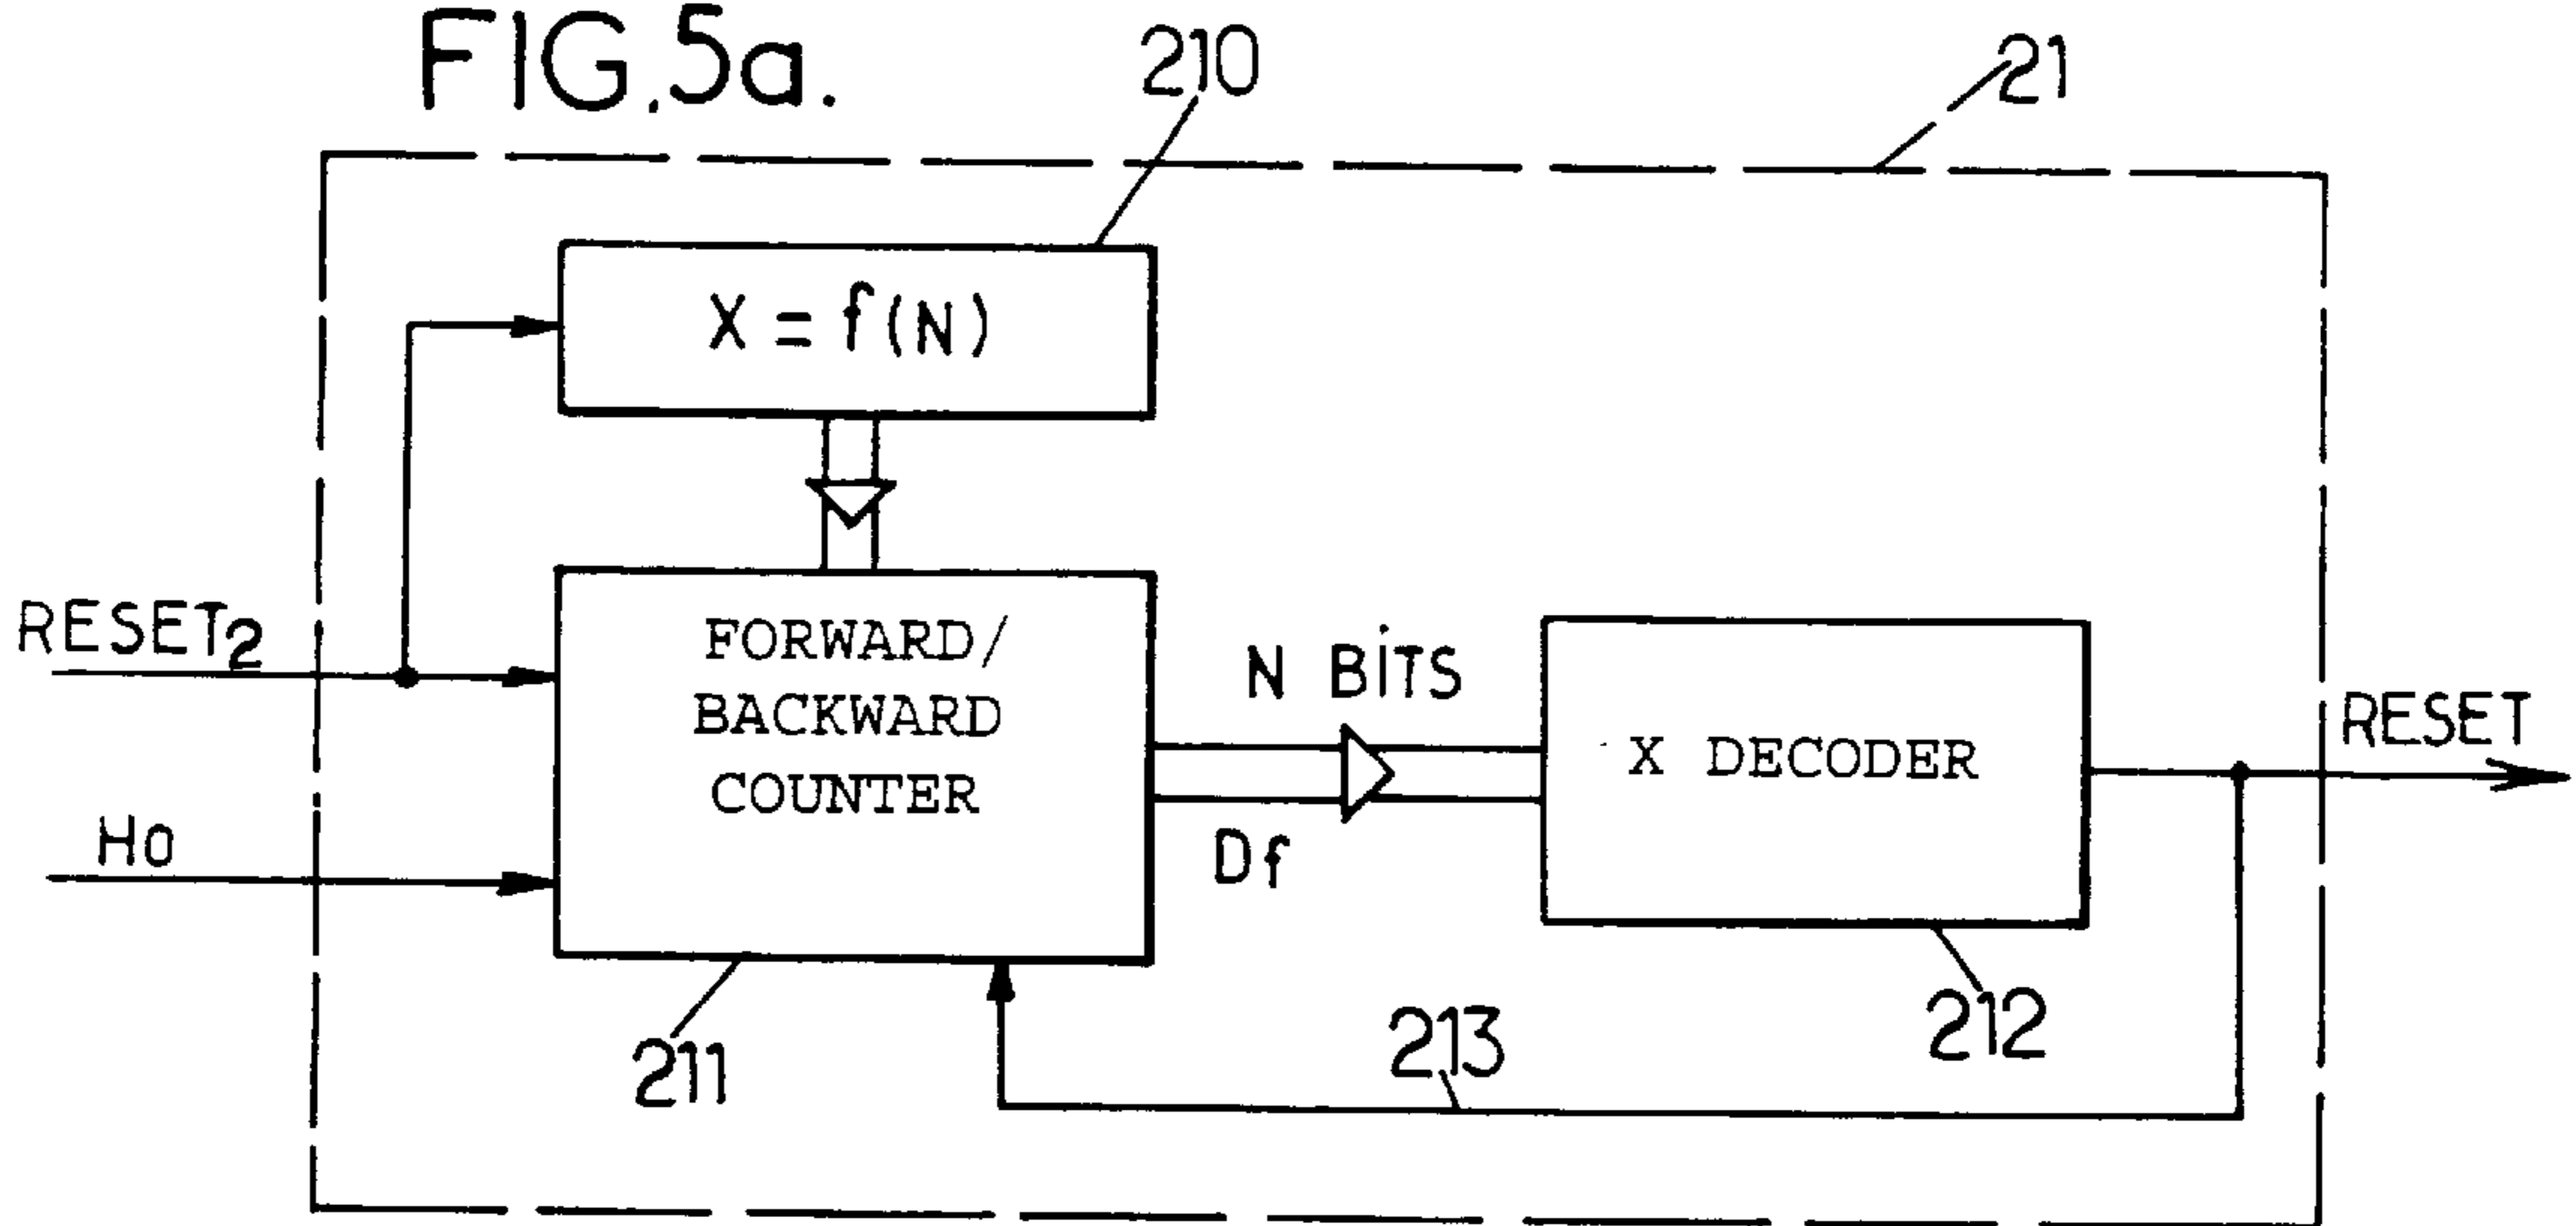 FIG.5a.
210
21
X = f(N)
RESET2
FORWARD/
BACKWARD
COUNTER
N BITS
X DECODER
RESET
Ho
Df
211
213
212